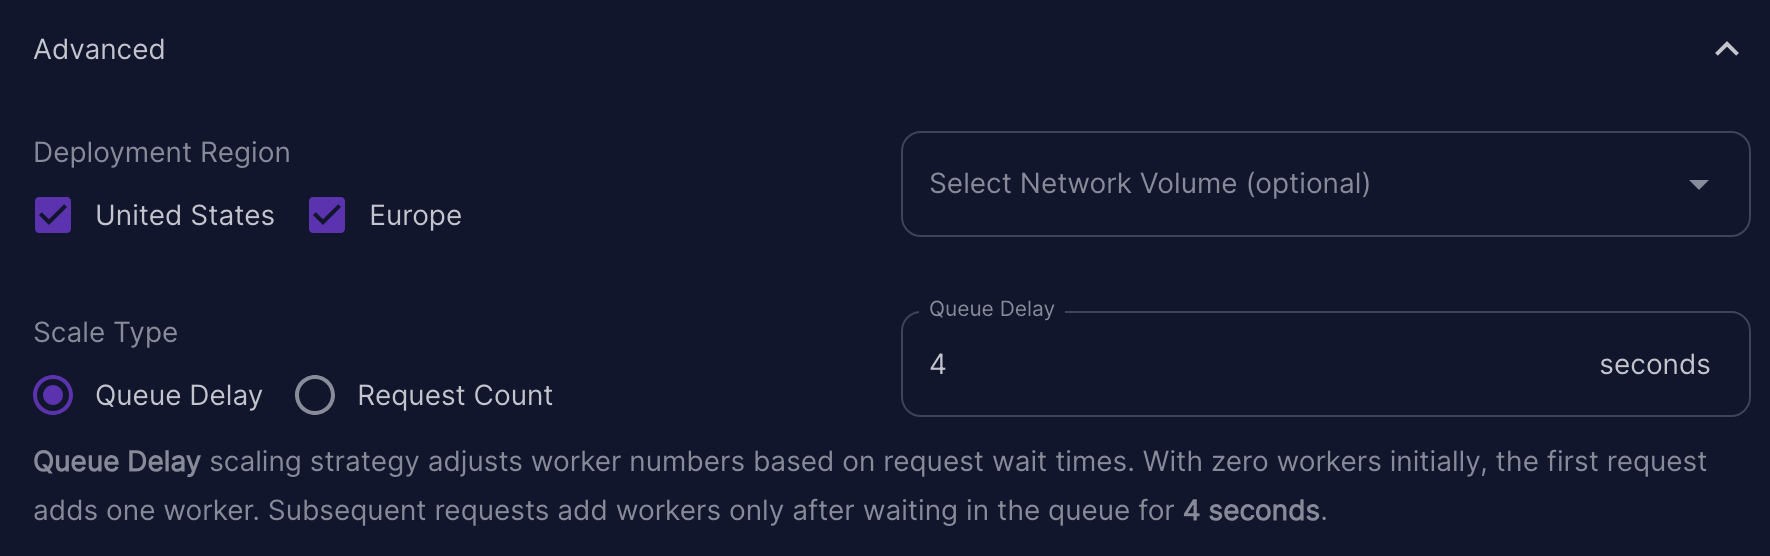 Advanced
Deployment Region
United States
Europe
Select Network Volume (optional)
Scale Type
Queue Delay
Request Count
Queue Delay
4
seconds
Queue Delay scaling strategy adjusts worker numbers based on request wait times. With zero workers initially, the first request
adds one worker. Subsequent requests add workers only after waiting in the queue for 4 seconds.